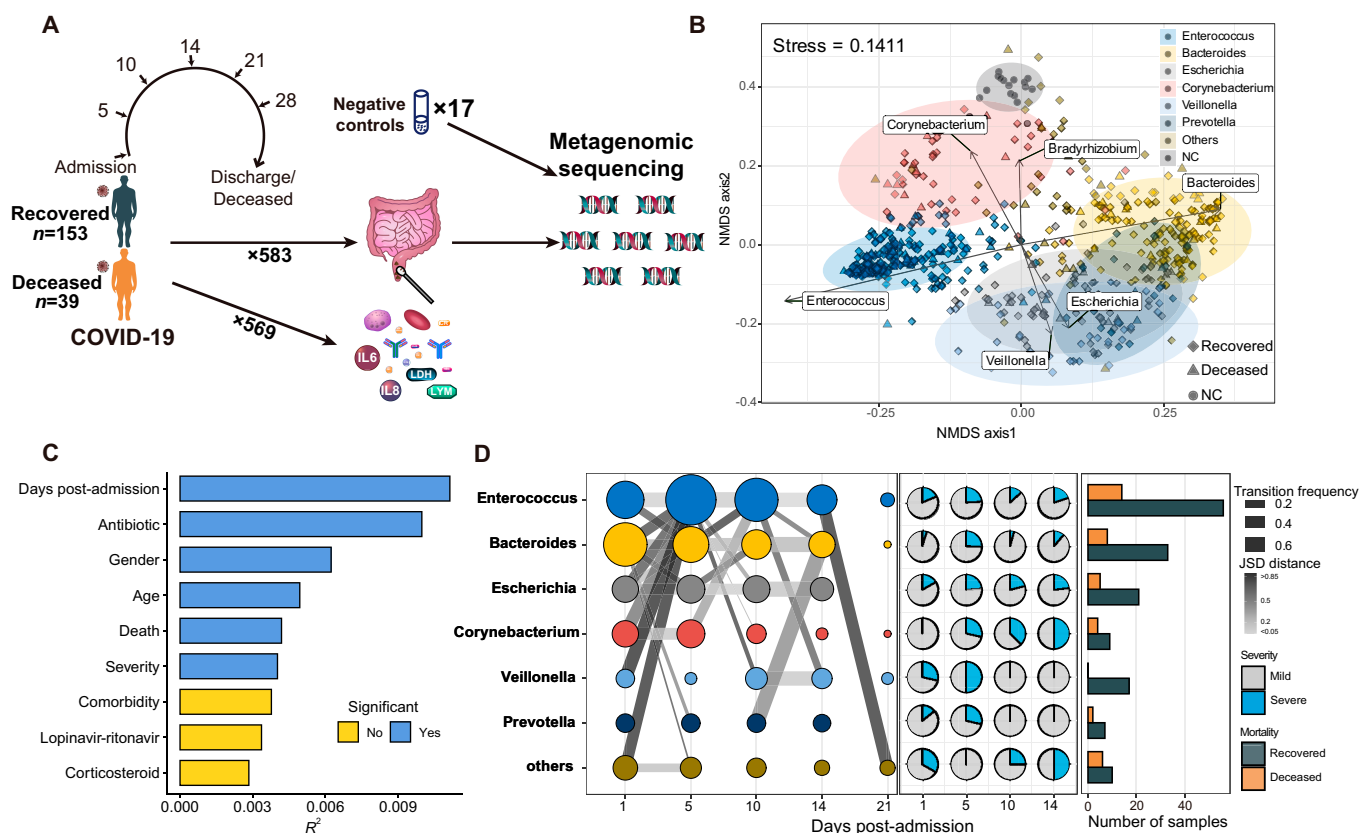 A
5
10
14
21
28
Admission
Discharge/
Deceased
Recovered
n=153
Deceased
n=39
COVID-19
Negative
controls
×17
×583
×569
Metagenomic
sequencing
IL6
IL8
LDH
LYM
B
Stress = 0.1411
NMDS axis2
0.4
0.2
0.0
-0.2
-0.4
-0.25
0.00
0.25
NMDS axis1
Corynebacterium
Bradyrhizobium
Bacteroides
Enterococcus
Escherichia
Veillonella
Enterococcus
Bacteroides
Escherichia
Corynebacterium
Veillonella
Prevotella
Others
NC
Recovered
Deceased
NC
C
Days post-admission
Antibiotic
Gender
Age
Death
Severity
Comorbidity
Lopinavir-ritonavir
Corticosteroid
0.000
0.003
0.006
0.009
R²
Significant
No
Yes
D
Enterococcus
Bacteroides
Escherichia
Corynebacterium
Veillonella
Prevotella
others
1
5
10
14
21
1
5
10
14
Days post-admission
0
20
40
Number of samples
Transition frequency
0.2
0.4
0.6
JSD distance
>0.85
0.5
0.2
<0.05
Severity
Mild
Severe
Mortality
Recovered
Deceased